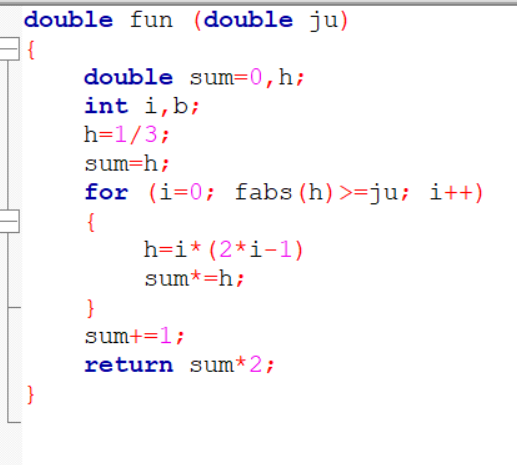 double fun (double ju)
{
double sum=0,h;
int i,b;
h=1/3;
sum=h;
for (i=0; fabs(h)>=ju; i++)
{
h=i*(2*i-1)
sum*=h;
}
sum+=1;
return sum*2;
}